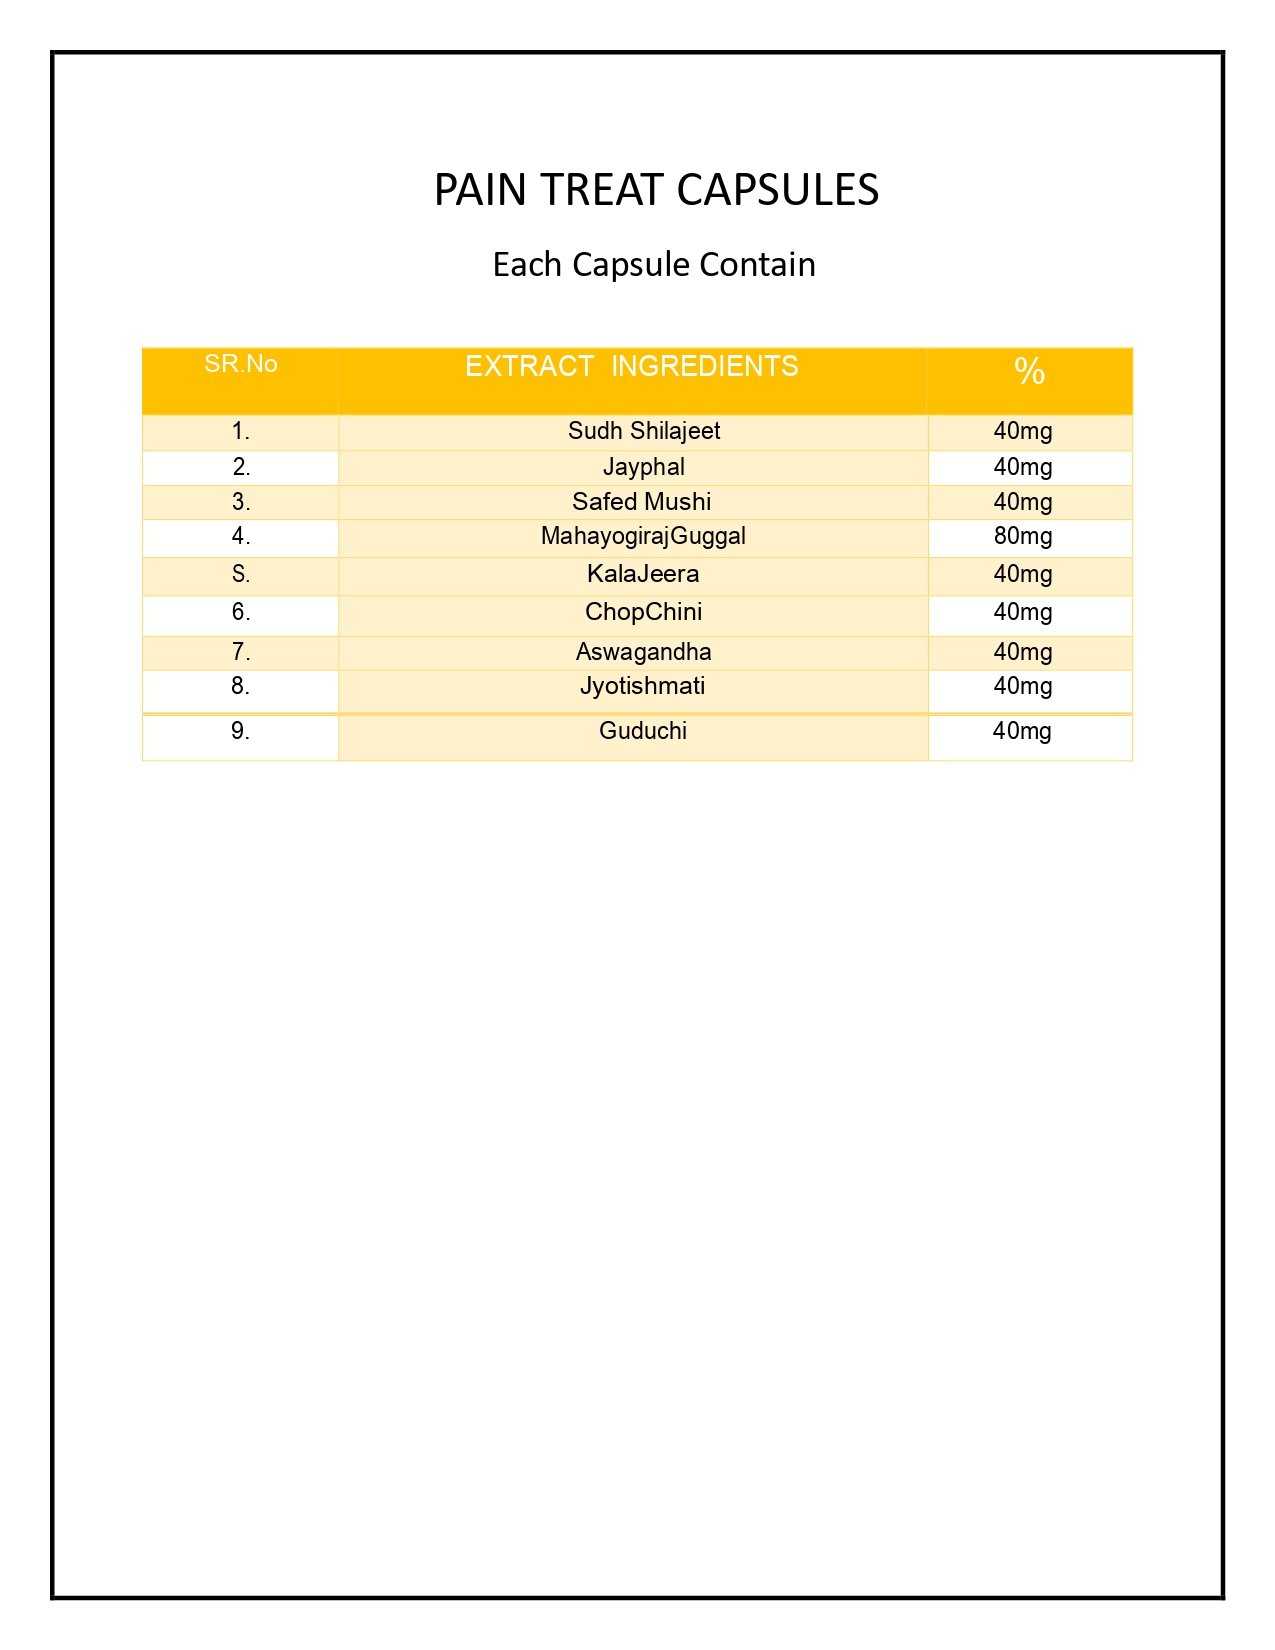 PAIN TREAT CAPSULES
Each Capsule Contain
SR.No EXTRACT INGREDIENTS %
1. Sudh Shilajeet 40mg
2. Jayphal 40mg
3. Safed Mushi 40mg
4. MahayogirajGuggal 80mg
S. KalaJeera 40mg
6. ChopChini 40mg
7. Aswagandha 40mg
8. Jyotishmati 40mg
9. Guduchi 40mg